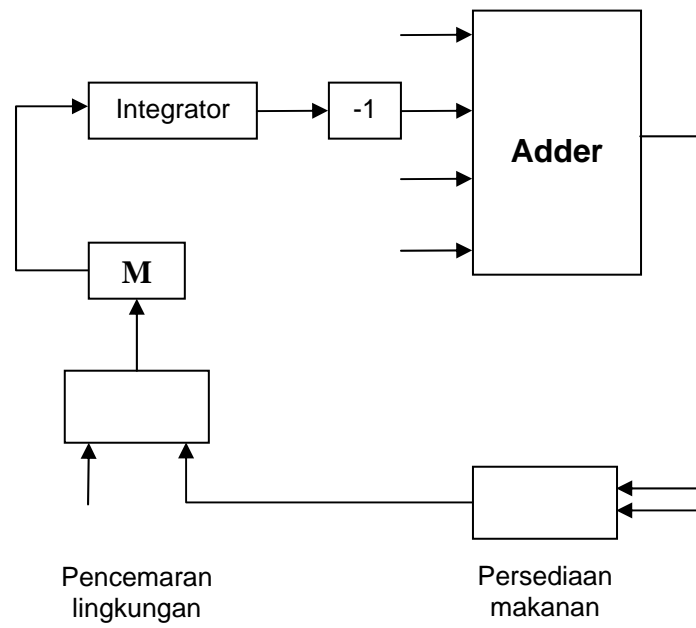 Integrator
-1
Adder
M
Pencemaran
lingkungan
Persediaan
makanan